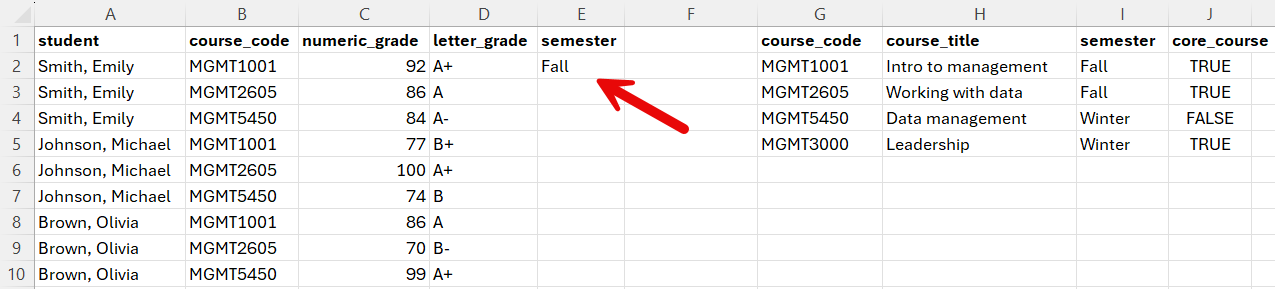 A B C D E F G H I J
1 student course_code numeric_grade letter_grade semester course_code course_title semester core_course
2 Smith, Emily MGMT1001 92 A+ Fall MGMT1001 Intro to management Fall TRUE
3 Smith, Emily MGMT2605 86 A MGMT2605 Working with data Fall TRUE
4 Smith, Emily MGMT5450 84 A- MGMT5450 Data management Winter FALSE
5 Johnson, Michael MGMT1001 77 B+ MGMT3000 Leadership Winter TRUE
6 Johnson, Michael MGMT2605 100 A+
7 Johnson, Michael MGMT5450 74 B
8 Brown, Olivia MGMT1001 86 A
9 Brown, Olivia MGMT2605 70 B-
10 Brown, Olivia MGMT5450 99 A+